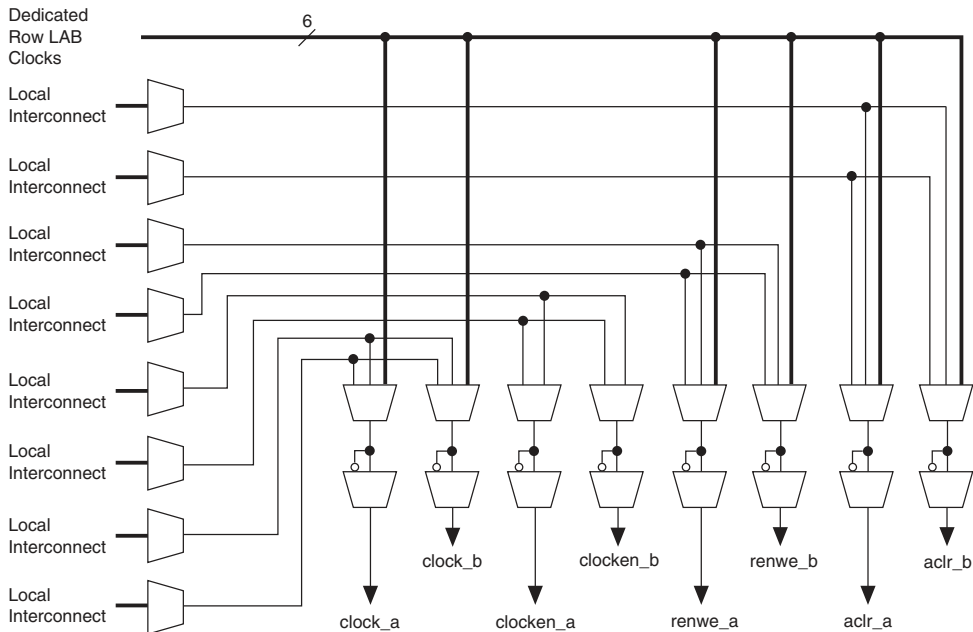 Dedicated
Row LAB
Clocks
6
Local
Interconnect
Local
Interconnect
Local
Interconnect
Local
Interconnect
Local
Interconnect
Local
Interconnect
Local
Interconnect
Local
Interconnect
clock_b
clocken_b
renwe_b
aclr_b
clock_a
clocken_a
renwe_a
aclr_a